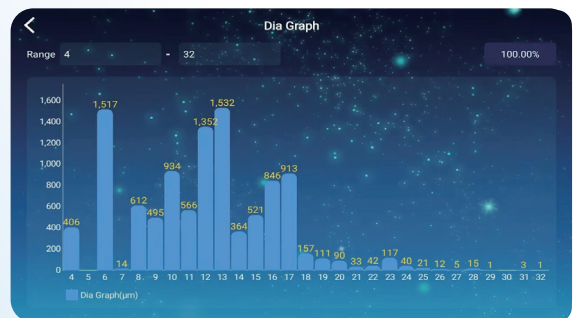 Dia Graph
Range 4 - 32 100.00%
1,600
1,400
1,200
1,000
800
600
400
200
0
406 1,517 14 612 495 934 566 1,352 1,532 364 521 846 913 157 111 90 33 42 117 40 21 12 5 15 1 3 1
4 5 6 7 8 9 10 11 12 13 14 15 16 17 18 19 20 21 22 23 24 25 26 27 28 29 30 31 32
Dia Graph(μm)